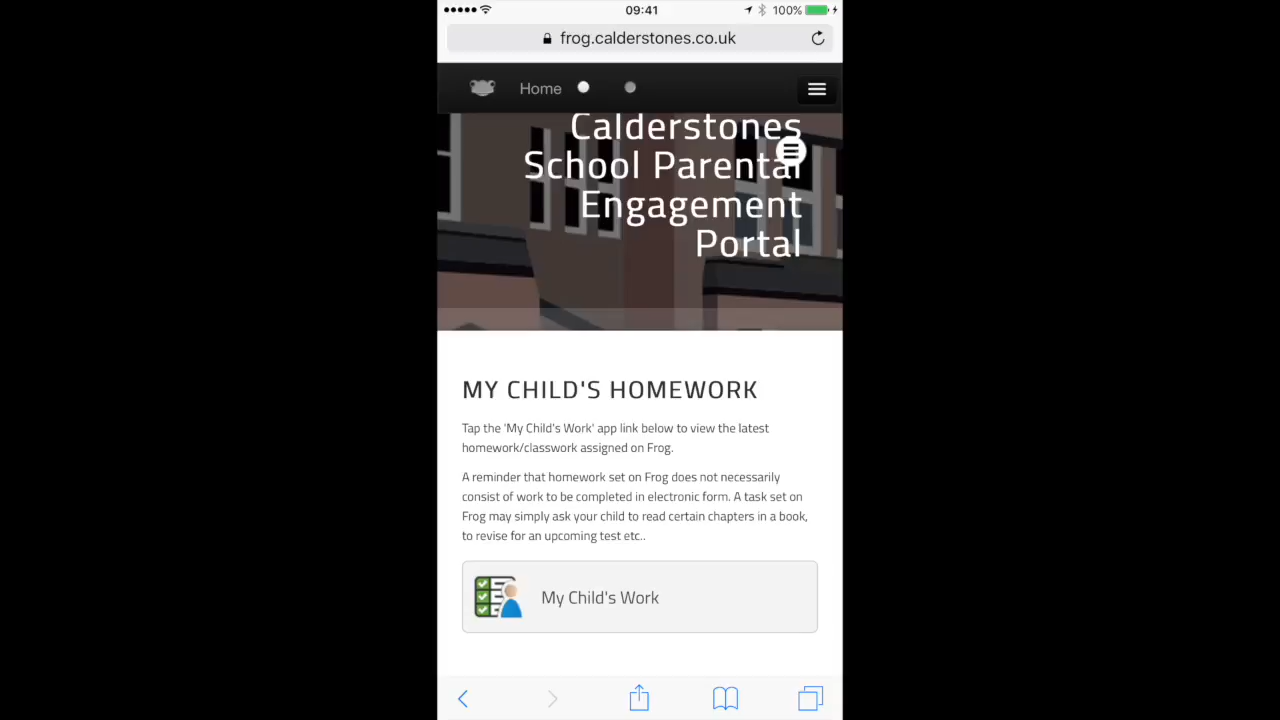 09:41
100%
frog.calderstones.co.uk
Home
Calderstones
School Parental
Engagement
Portal
MY CHILD'S HOMEWORK
Tap the 'My Child's Work' app link below to view the latest
homework/classwork assigned on Frog.
A reminder that homework set on Frog does not necessarily
consist of work to be completed in electronic form. A task set on
Frog may simply ask your child to read certain chapters in a book,
to revise for an upcoming test etc..
My Child's Work